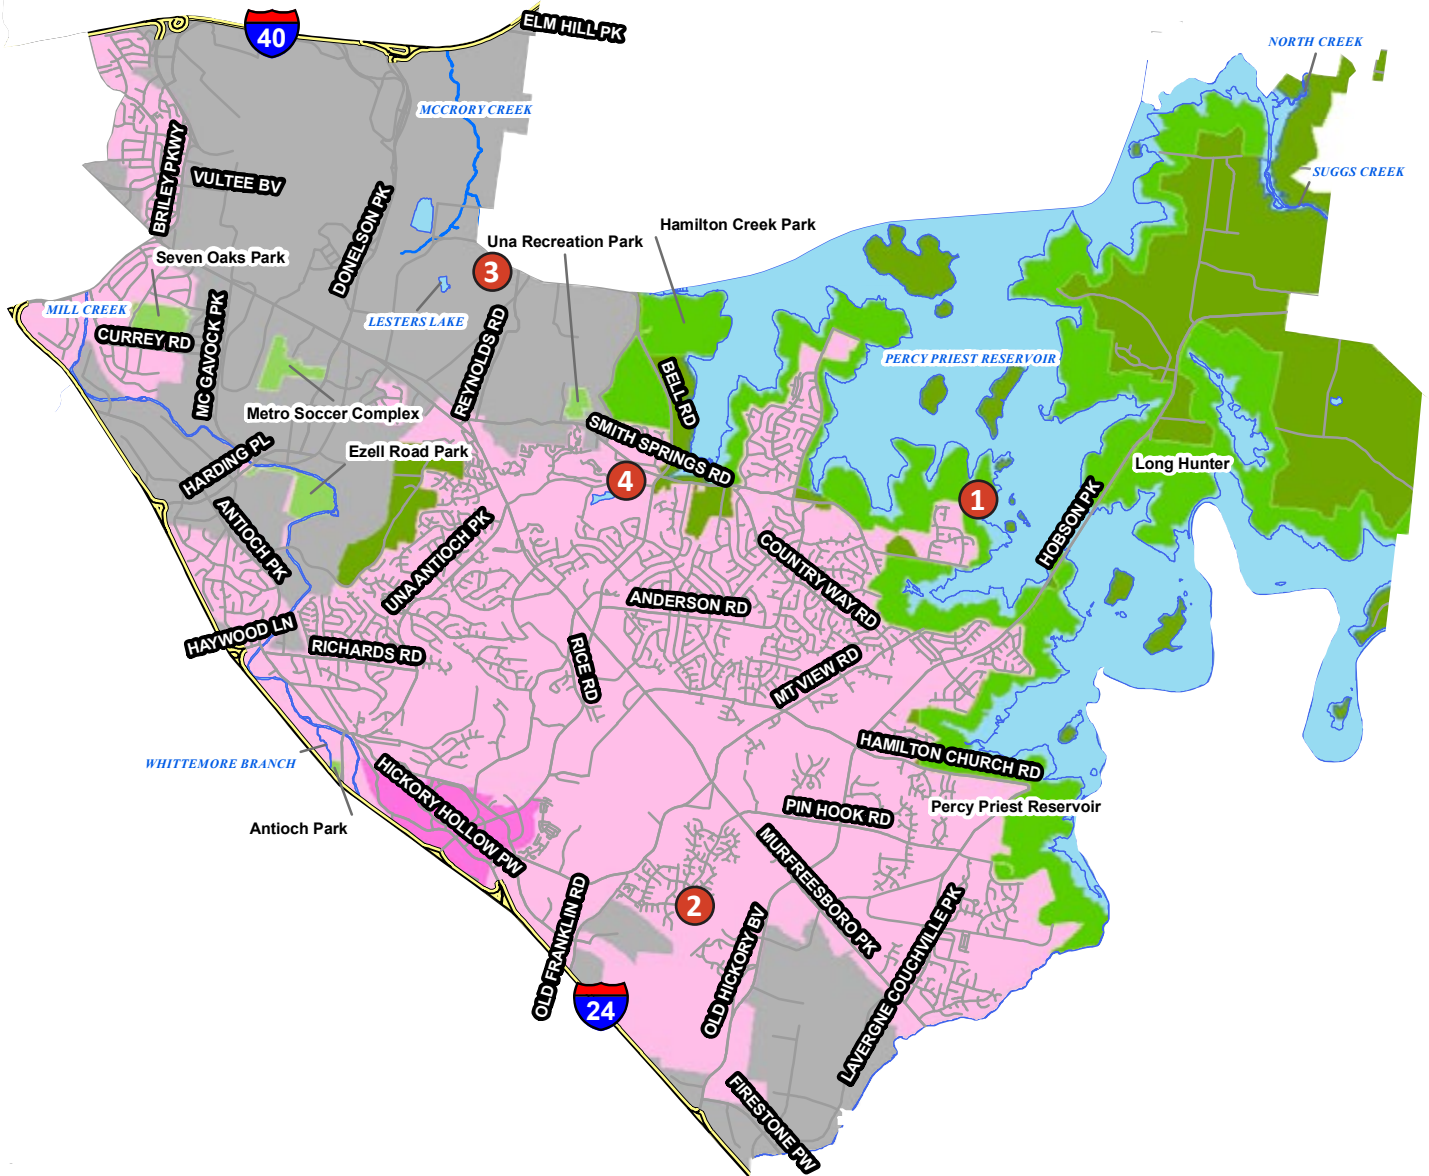 ELM HILL PK
40
NORTH CREEK
MCCRORY CREEK
SUGGS CREEK
BRILEY PKWY
VULTEE BV
DONELSON PK
Hamilton Creek Park
Una Recreation Park
Seven Oaks Park
3
MILL CREEK
LESTERS LAKE
CURREY RD
MC GAVOCK PK
REYNOLDS RD
BELL RD
PERCY PRIEST RESERVOIR
Metro Soccer Complex
SMITH SPRINGS RD
Ezell Road Park
HARDING PL
Long Hunter
4
1
ANTIOCH PK
UNA ANTIOCH PK
HOBSON PK
COUNTRY WAY RD
ANDERSON RD
HAYWOOD LN
RICHARDS RD
RICE RD
MT VIEW RD
HAMILTON CHURCH RD
WHITTEMORE BRANCH
HICKORY HOLLOW PW
PIN HOOK RD
Percy Priest Reservoir
Antioch Park
MURFREESBORO PK
2
OLD FRANKLIN RD
OLD HICKORY BV
LAVERGNE COUCHVILLE PK
24
FIRESTONE PW